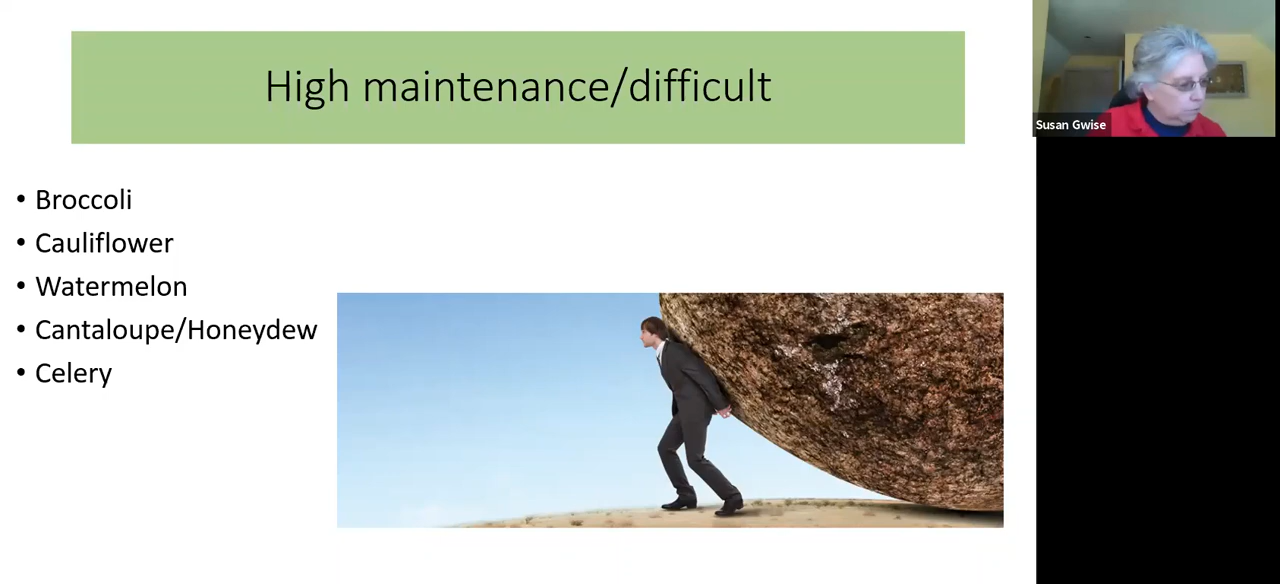 High maintenance/difficult
Susan Gwise
• Broccoli
• Cauliflower
• Watermelon
• Cantaloupe/Honeydew
• Celery